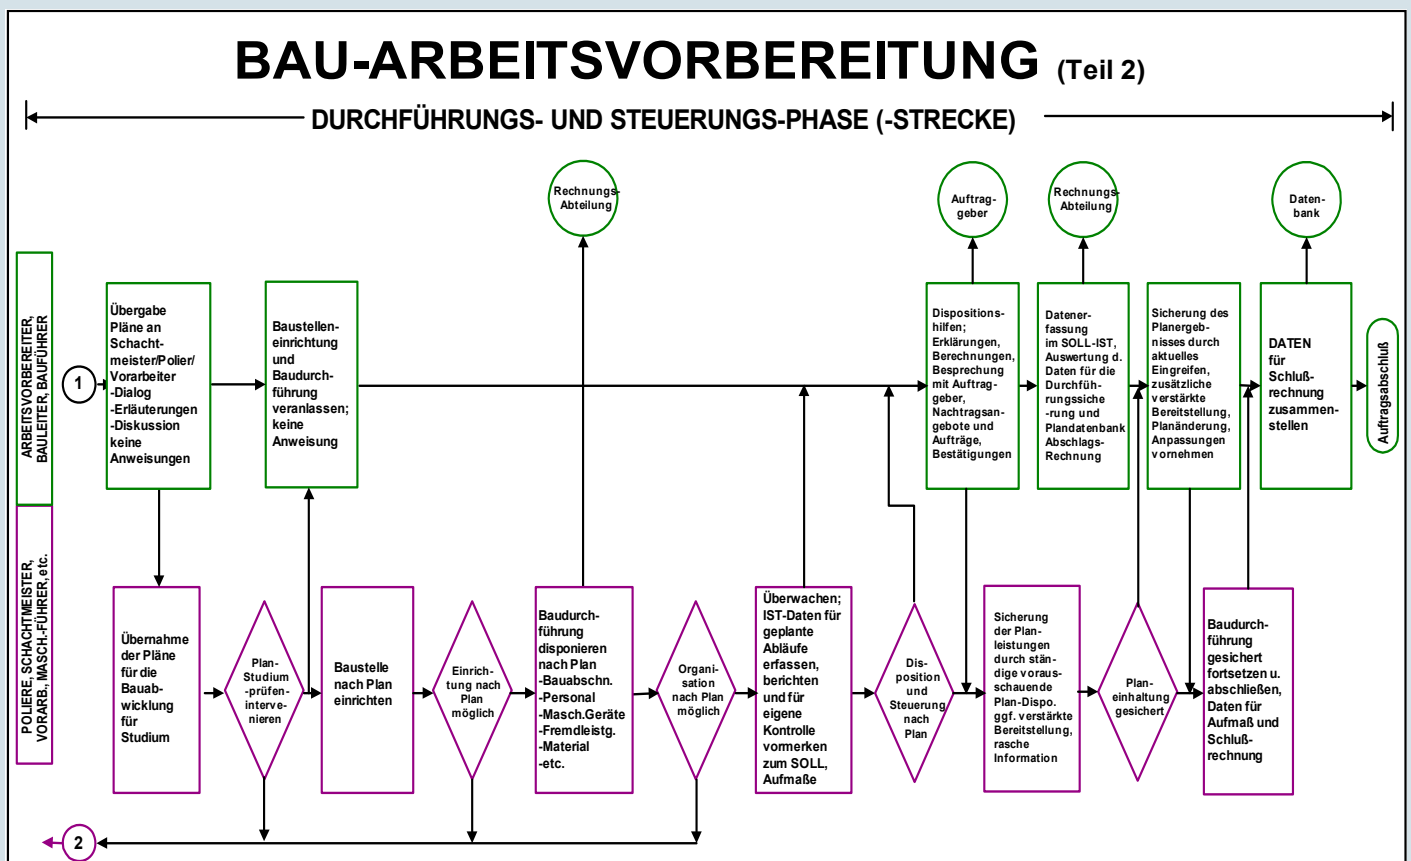 BAU-ARBEITSVORBEREITUNG (Teil 2)
DURCHFÜHRUNGS- UND STEUERUNGS-PHASE (-STRECKE)
Rechnungs-
Abteilung
Auftrag-
geber
Rechnungs-
Abteilung
Daten-
bank
ARBEITSVORBEREITER,
BAULEITER, BAUFÜHRER
1
Übergabe
Pläne an
Schacht-
meister/Polier/
Vorarbeiter
-Dialog
-Erläuterungen
-Diskussion
keine
Anweisungen
Baustellen-
einrichtung
und
Baudurch-
führung
veranlassen;
keine
Anweisung
Dispositions-
hilfen;
Erklärungen,
Berechnungen,
Besprechung
mit Auftrag-
geber,
Nachtragsan-
gebote und
Aufträge,
Bestätigungen
Datener-
fassung
im SOLL-IST,
Auswertung d.
Daten für die
Durchfüh-
rungssiche
-rung und
Plandatenbank
Abschlags-
Rechnung
Sicherung des
Planergeb-
nisses durch
aktuelles
Eingreifen,
zusätzliche
verstärkte
Bereitstellung,
Planänderung,
Anpassungen
vornehmen
DATEN
für
Schluß-
rechnung
zusammen-
stellen
Auftragsabschluß
POLIERE, SCHACHTMEISTER,
VORARB., MASCH.-FÜHRER, etc.
Übernahme
der Pläne
für die
Bauab-
wicklung
für
Studium
Plan-
Studium
-prüfen-
interve-
nieren
Baustelle
nach Plan
einrichten
Einrich-
tung nach
Plan
möglich
Baudurch-
führung
disponieren
nach Plan
-Bauabschn.
-Personal
-Masch.Geräte
-Fremdleistg.
-Material
-etc.
Organi-
sation
nach Plan
möglich
Überwachen;
IST-Daten für
geplante
Abläufe
erfassen,
berichten
und für
eigene
Kontrolle
vormerken
zum SOLL,
Aufmaße
Dis-
position
und
Steuerung
nach
Plan
Sicherung
der Plan-
leistungen
durch stän-
dige voraus-
schauende
Plan-Dispo.
ggf. verstärkte
Bereitstellung,
rasche
Information
Plan-
einhaltung
gesichert
Baudurch-
führung
gesichert
fortsetzen u.
abschließen,
Daten für
Aufmaß und
Schluß-
rechnung
2